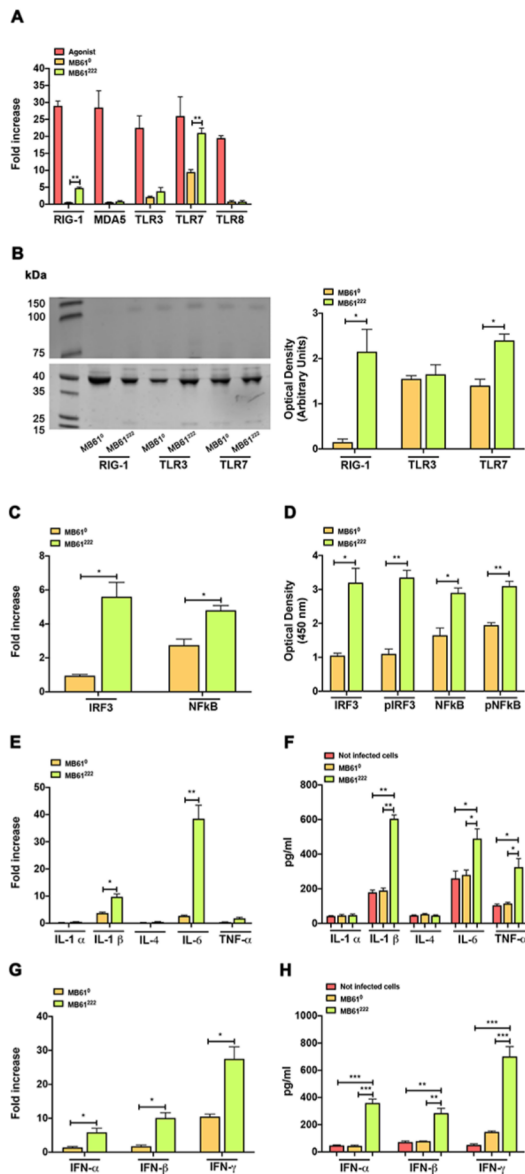 A
Agonist
MB61⁰
MB61²²²
Fold increase
40
35
30
25
20
15
10
5
0
**
**
RIG-1 MDA5 TLR3 TLR7 TLR8
B
kDa
150
100
75
40
35
25
15
MB61⁰ MB61²²² MB61⁰ MB61²²² MB61⁰ MB61²²²
RIG-1 TLR3 TLR7
MB61⁰
MB61²²²
Optical Density
(Arbitrary Units)
3
2
1
0
*
*
RIG-1 TLR3 TLR7
C
MB61⁰
MB61²²²
Fold increase
8
6
4
2
0
*
*
IRF3 NFkB
D
MB61⁰
MB61²²²
Optical Density
(450 nm)
5
4
3
2
1
0
* ** * **
IRF3 pIRF3 NFkB pNFkB
E
MB61⁰
MB61²²²
Fold increase
50
40
30
20
10
0
*
**
IL-1 α IL-1 β IL-4 IL-6 TNF-α
F
Not infected cells
MB61⁰
MB61²²²
pg/ml
800
600
400
200
0
**
**
*
*
*
*
IL-1 α IL-1 β IL-4 IL-6 TNF-α
G
MB61⁰
MB61²²²
Fold increase
40
30
20
10
0
*
*
*
IFN-α IFN-β IFN-γ
H
Not infected cells
MB61⁰
MB61²²²
pg/ml
1000
800
600
400
200
0
***
***
**
**
***
***
IFN-α IFN-β IFN-γ